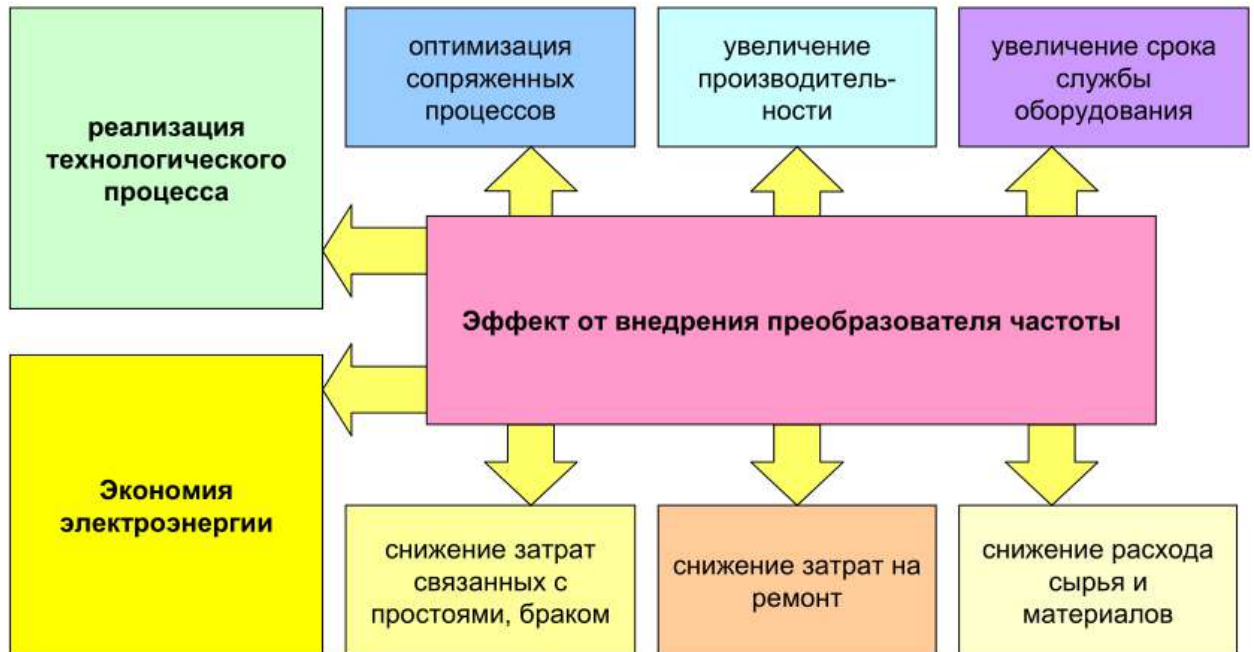 оптимизация
сопряженных
процессов
увеличение
производитель-
ности
увеличение срока
службы
оборудования
реализация
технологического
процесса
Эффект от внедрения преобразователя частоты
Экономия
электроэнергии
снижение затрат
связанных с
простоями, браком
снижение затрат на
ремонт
снижение расхода
сырья и
материалов